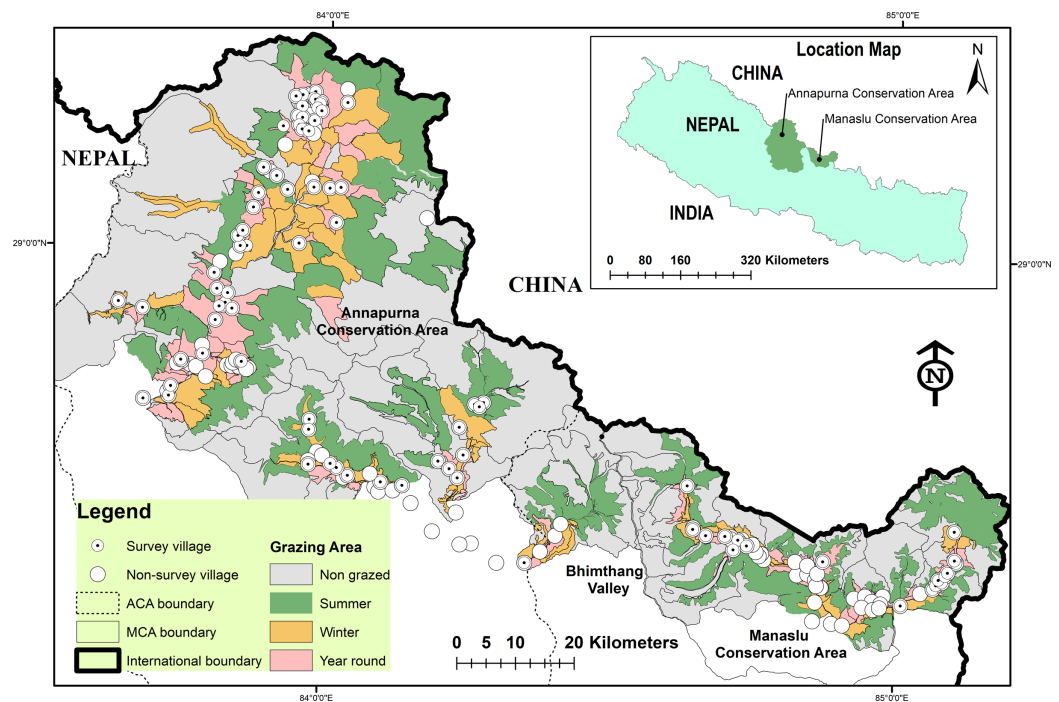 84°0'0"E
85°0'0"E
Location Map
N
CHINA
Annapurna Conservation Area
NEPAL
Manaslu Conservation Area
INDIA
0 80 160 320 Kilometers
NEPAL
29°0'0"N
29°0'0"N
CHINA
Annapurna
Conservation Area
N
Legend
Survey village
Non-survey village
ACA boundary
MCA boundary
International boundary
Grazing Area
Non grazed
Summer
Winter
Year round
Bhimthang
Valley
0 5 10 20 Kilometers
Manaslu
Conservation Area
84°0'0"E
85°0'0"E